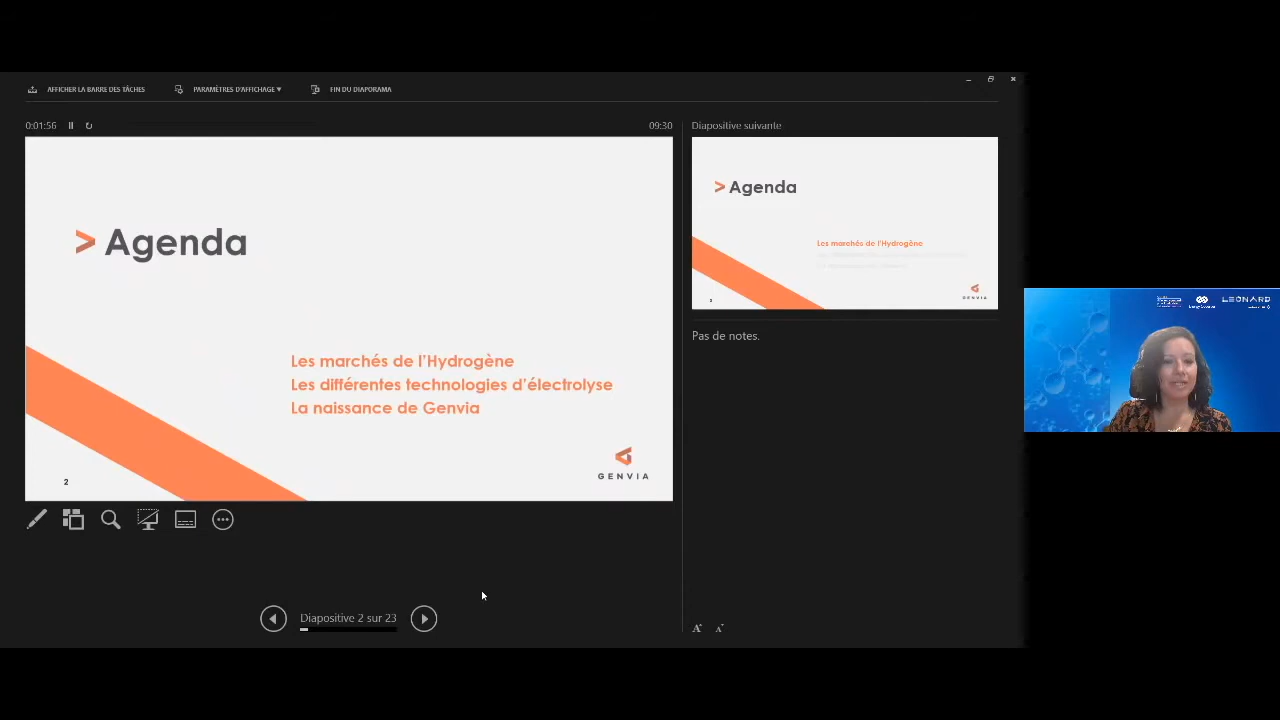 AFFICHER LA BARRE DES TÂCHES PARAMÈTRES D'AFFICHAGE ▾ FIN DU DIAPORAMA
0:01:56 09:30
> Agenda
Les marchés de l'Hydrogène
Les différentes technologies d'électrolyse
La naissance de Genvia
GENVIA
2
Diapositive 2 sur 23
Diapositive suivante
> Agenda
Les marchés de l'Hydrogène
GENVIA
Pas de notes.
A A
LEONARD